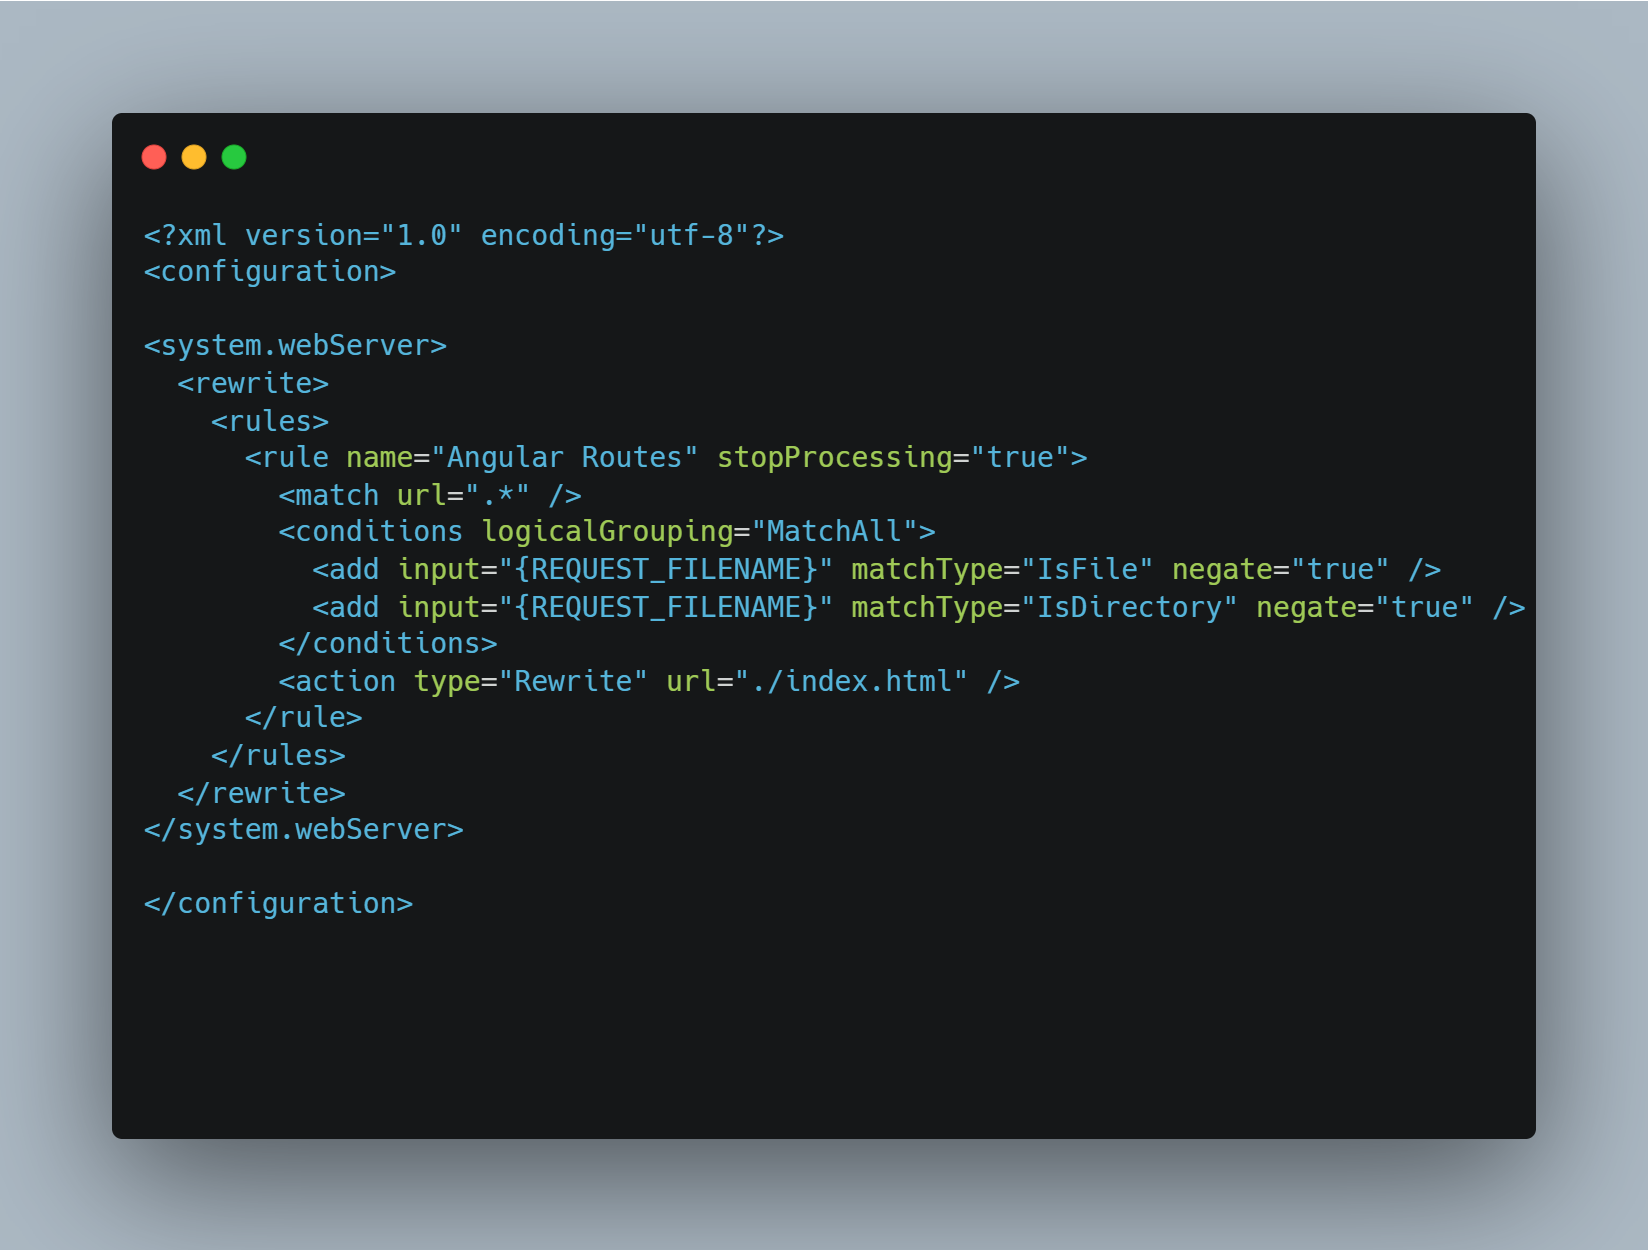 <?xml version="1.0" encoding="utf-8"?>
<configuration>

<system.webServer>
  <rewrite>
    <rules>
      <rule name="Angular Routes" stopProcessing="true">
        <match url=".*" />
        <conditions logicalGrouping="MatchAll">
          <add input="{REQUEST_FILENAME}" matchType="IsFile" negate="true" />
          <add input="{REQUEST_FILENAME}" matchType="IsDirectory" negate="true" />
        </conditions>
        <action type="Rewrite" url="./index.html" />
      </rule>
    </rules>
  </rewrite>
</system.webServer>

</configuration>